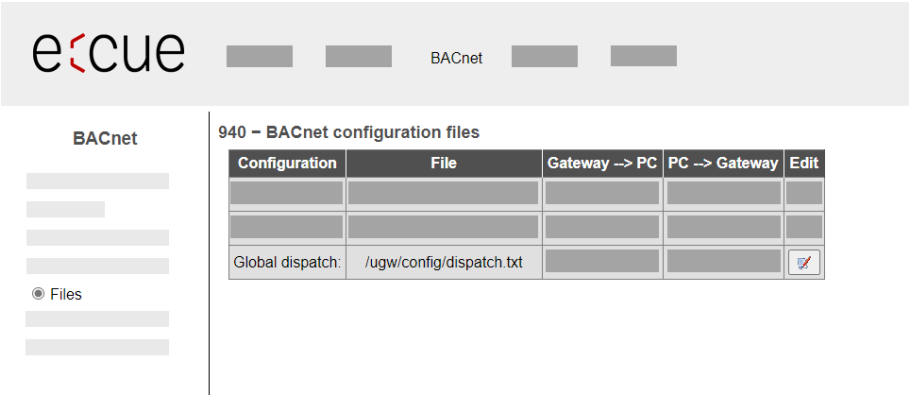 e:cue
BACnet
BACnet
940 − BACnet configuration files
Configuration File Gateway --> PC PC --> Gateway Edit
Global dispatch: /ugw/config/dispatch.txt
Files